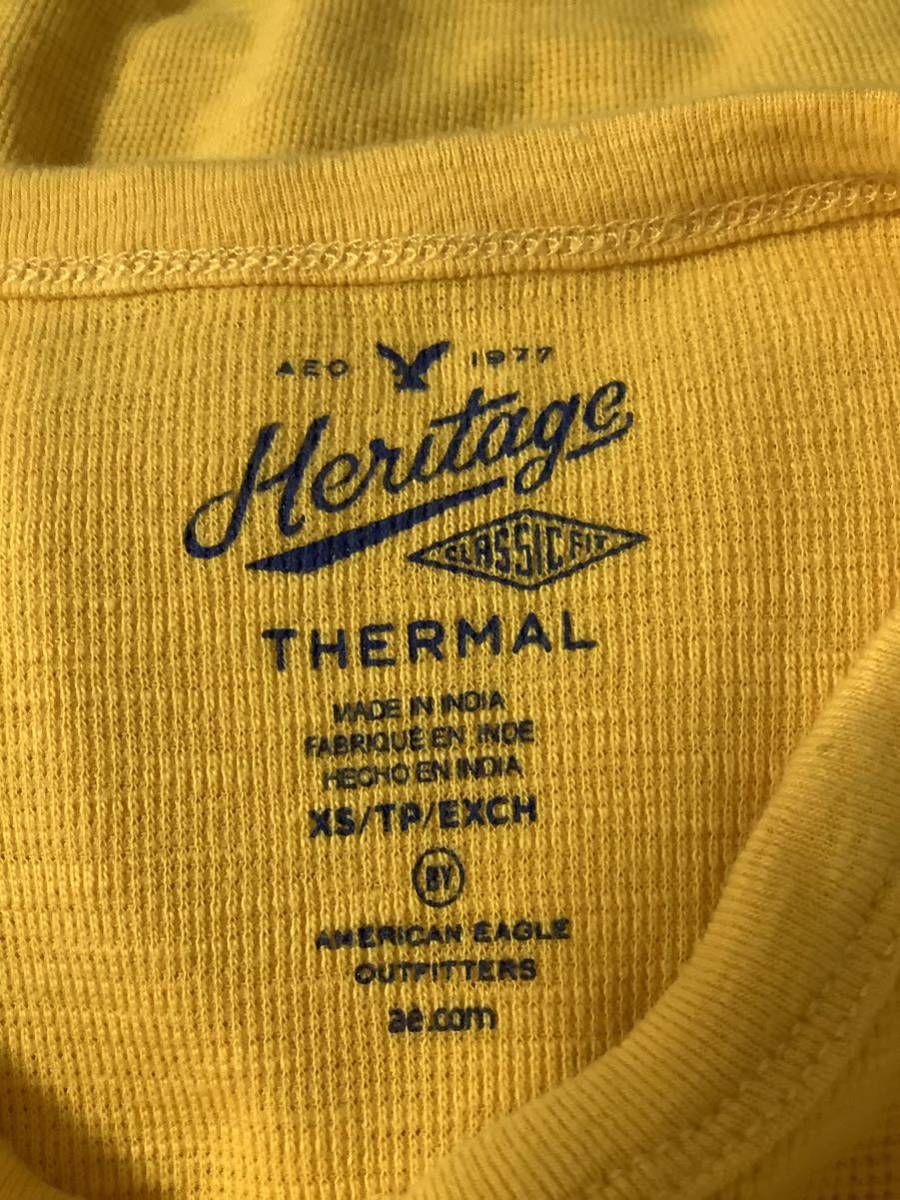 AEO 1977
Heritage
CLASSIC FIT
THERMAL
MADE IN INDIA
FABRIQUÉ EN INDE
HECHO EN INDIA
XS/TP/EXCH
BY
AMERICAN EAGLE
OUTFITTERS
ae.com